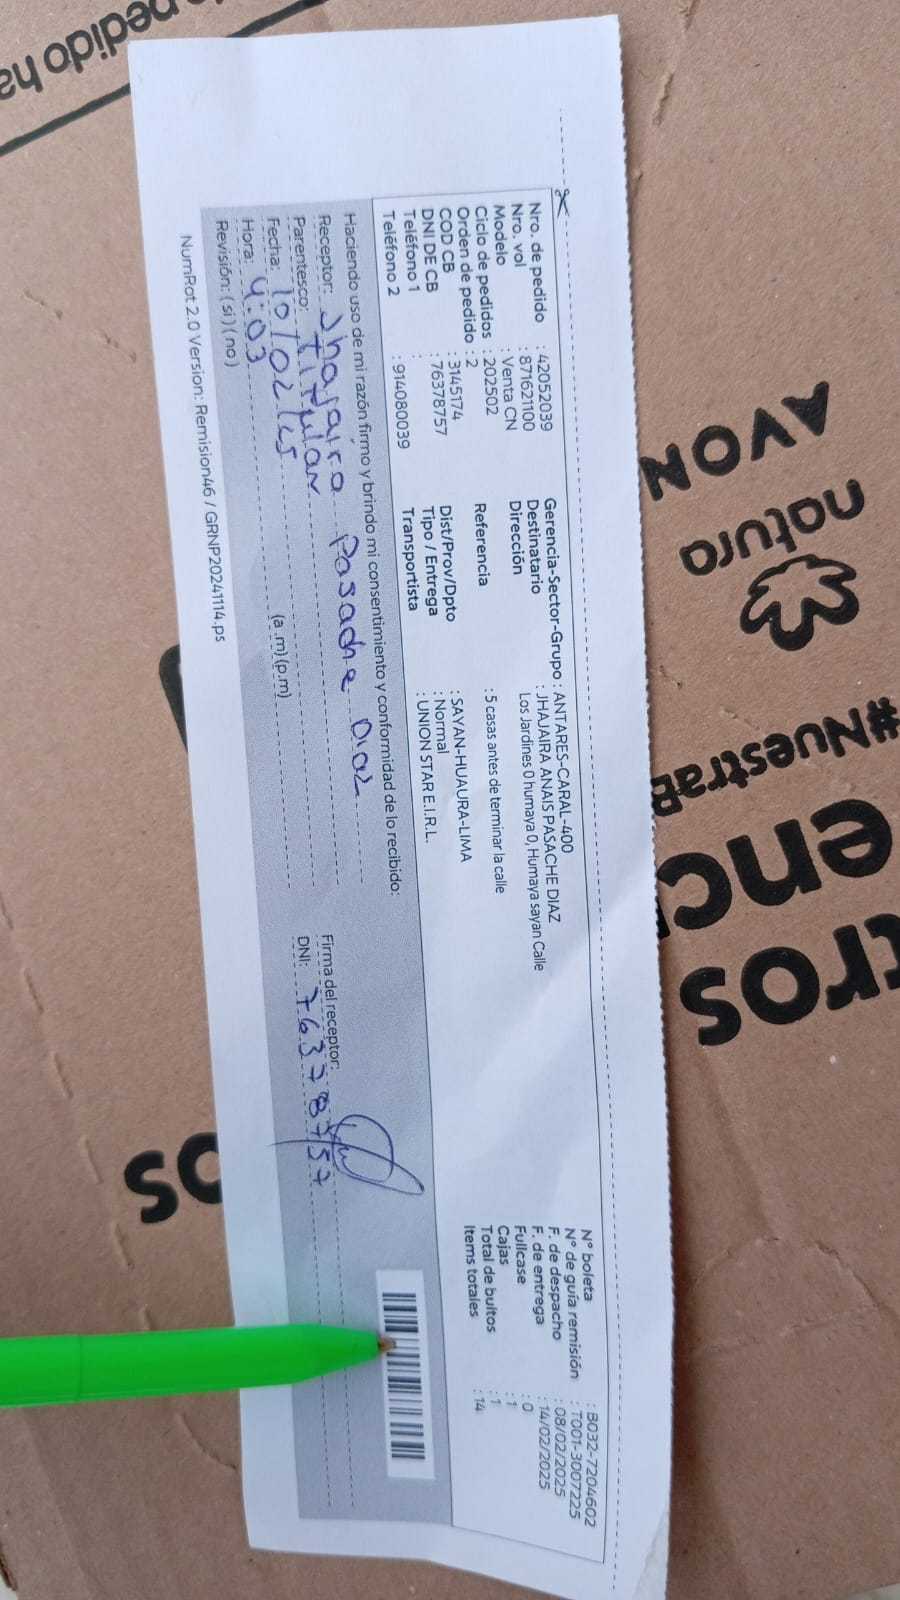 Nro. de pedido : 42052039
Nro. vol : 871621100
Modelo : Venta CN
Ciclo de pedidos : 202502
Orden de pedido : 2
COD CB : 3145174
DNI DE CB : 76378757
Teléfono 1 :
Teléfono 2 : 914080039
Gerencia-Sector-Grupo : ANTARES-CARAL-400
Destinatario : JHAJAIRA ANAIS PASACHE DIAZ
Dirección Los Jardines 0 humaya 0, Humaya sayan Calle
Referencia : 5 casas antes de terminar la calle
Dist/Prov/Dpto : SAYAN-HUAURA-LIMA
Tipo / Entrega : Normal
Transportista : UNION STAR E.I.R.L.
N° boleta : B032-7204602
N° de guía remisión : T001-3007225
F. de despacho : 08/02/2025
F. de entrega : 14/02/2025
Fullcase : 0
Cajas : 1
Total de bultos : 1
Items totales : 14
Haciendo uso de mi razón firmo y brindo mi consentimiento y conformidad de lo recibido:
Receptor: Jhajaira Pasache Diaz
Parentesco: Titular
Fecha: 10/02/25
Hora: 4:03 (a .m) (p.m)
Revisión: ( si ) ( no )
Firma del receptor:
DNI: 76378757
NumRot 2.0 Version: Remision46 / GRNP20241114.ps
pedido ha
AVON
natura
#Nuestra
enc
tros
os